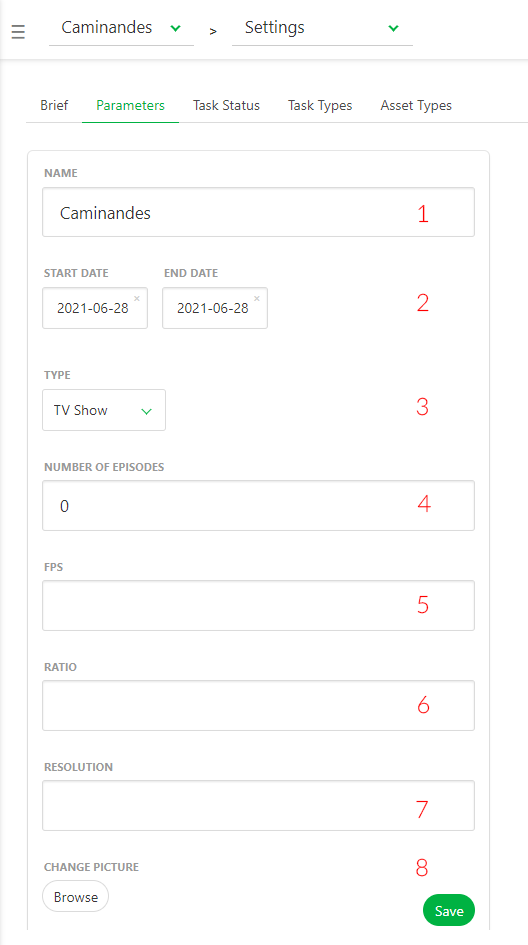 Caminandes > Settings
Brief Parameters Task Status Task Types Asset Types
NAME
Caminandes 1
START DATE END DATE
2021-06-28 × 2021-06-28 × 2
TYPE
TV Show 3
NUMBER OF EPISODES
0 4
FPS
5
RATIO
6
RESOLUTION
7
CHANGE PICTURE 8
Browse
Save